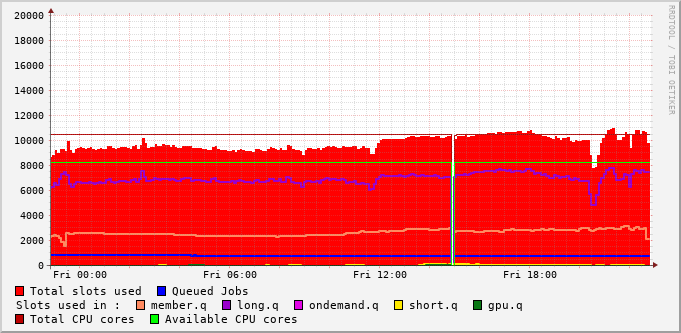 20000
18000
16000
14000
12000
10000
8000
6000
4000
2000
0
Fri 00:00 Fri 06:00 Fri 12:00 Fri 18:00
Total slots used Queued Jobs
Slots used in : member.q long.q ondemand.q short.q gpu.q
Total CPU cores Available CPU cores
RRDTOOL / TOBI OETIKER